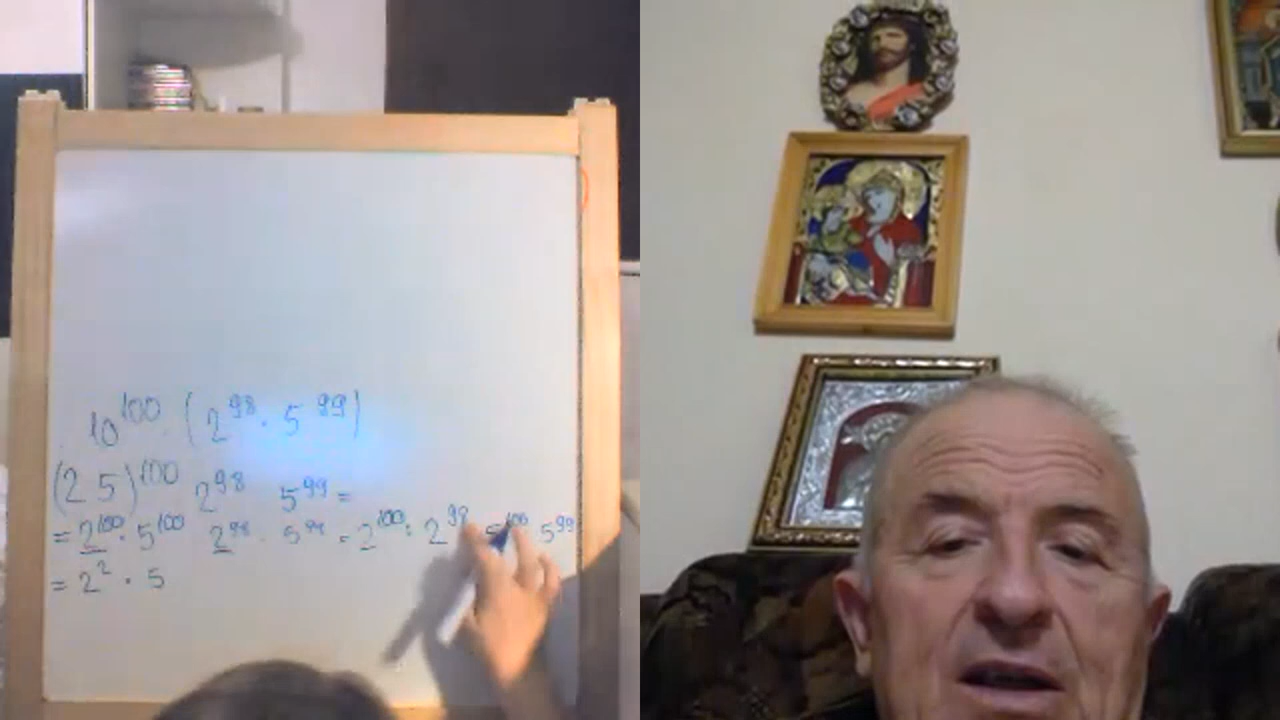 10^100 (2^98 · 5^99)
(2 5)^100 2^98 5^99 =
= 2^100 · 5^100 2^98 · 5^99 = 2^100 : 2^98 5^100 5^99
= 2^2 · 5